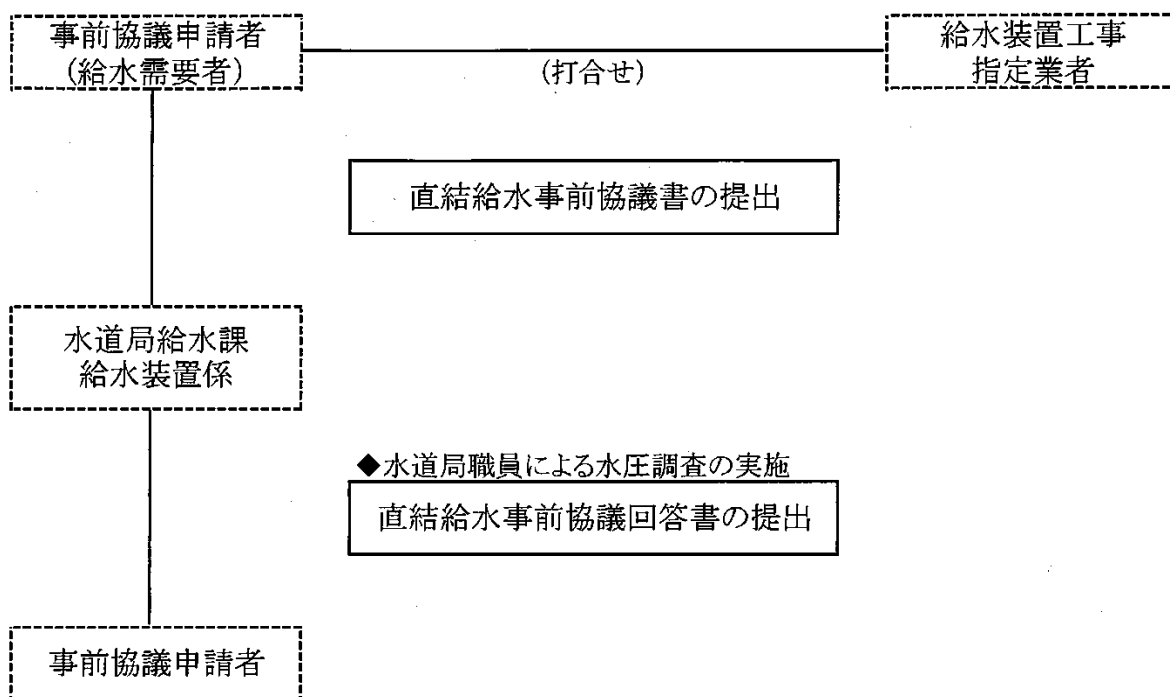 事前協議申請者
(給水需要者)
(打合せ)
給水装置工事
指定業者
直結給水事前協議書の提出
水道局給水課
給水装置係
◆水道局職員による水圧調査の実施
直結給水事前協議回答書の提出
事前協議申請者